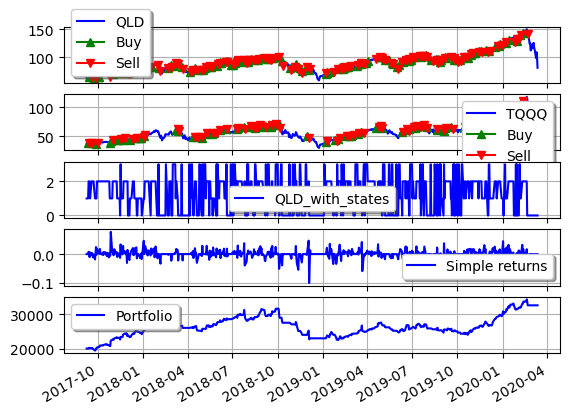 150
100
QLD
Buy
Sell
100
50
TQQQ
Buy
Sell
2
0
QLD_with_states
0.0
−0.1
Simple returns
30000
20000
Portfolio
2017-10
2018-01
2018-04
2018-07
2018-10
2019-01
2019-04
2019-07
2019-10
2020-01
2020-04